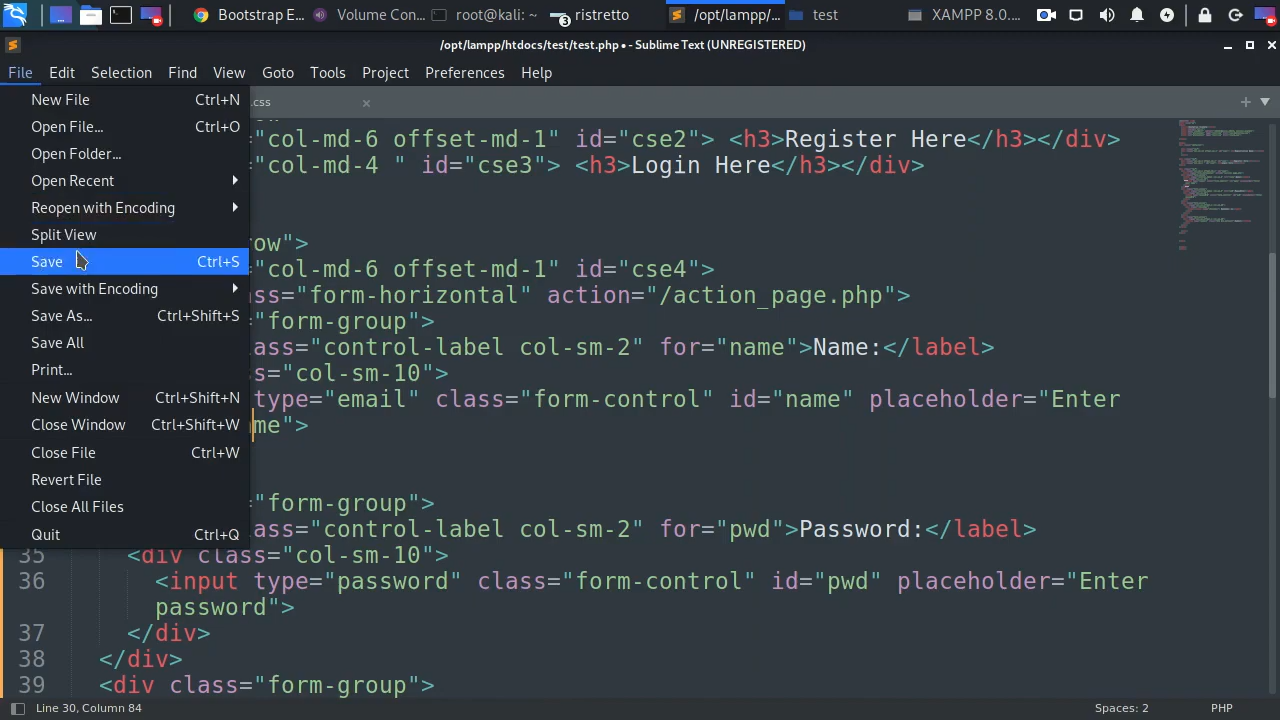 Bootstrap E...
Volume Con...
root@kali: ~
3
ristretto
/opt/lampp/...
test
XAMPP 8.0....
/opt/lampp/htdocs/test/test.php • - Sublime Text (UNREGISTERED)
File Edit Selection Find View Goto Tools Project Preferences Help
New File Ctrl+N
.css
Open File... Ctrl+O
Open Folder...
Open Recent
Reopen with Encoding
Split View
Save Ctrl+S
Save with Encoding
Save As... Ctrl+Shift+S
Save All
Print...
New Window Ctrl+Shift+N
Close Window Ctrl+Shift+W
Close File Ctrl+W
Revert File
Close All Files
Quit Ctrl+Q
"col-md-6 offset-md-1" id="cse2"> <h3>Register Here</h3></div>
"col-md-4 " id="cse3"> <h3>Login Here</h3></div>
ow">
"col-md-6 offset-md-1" id="cse4">
ss="form-horizontal" action="/action_page.php">
"form-group">
ass="control-label col-sm-2" for="name">Name:</label>
s="col-sm-10">
type="email" class="form-control" id="name" placeholder="Enter
me">
"form-group">
ass="control-label col-sm-2" for="pwd">Password:</label>
35 <div class="col-sm-10">
36 <input type="password" class="form-control" id="pwd" placeholder="Enter
password">
37 </div>
38 </div>
39 <div class="form-group">
Line 30, Column 84
Spaces: 2
PHP